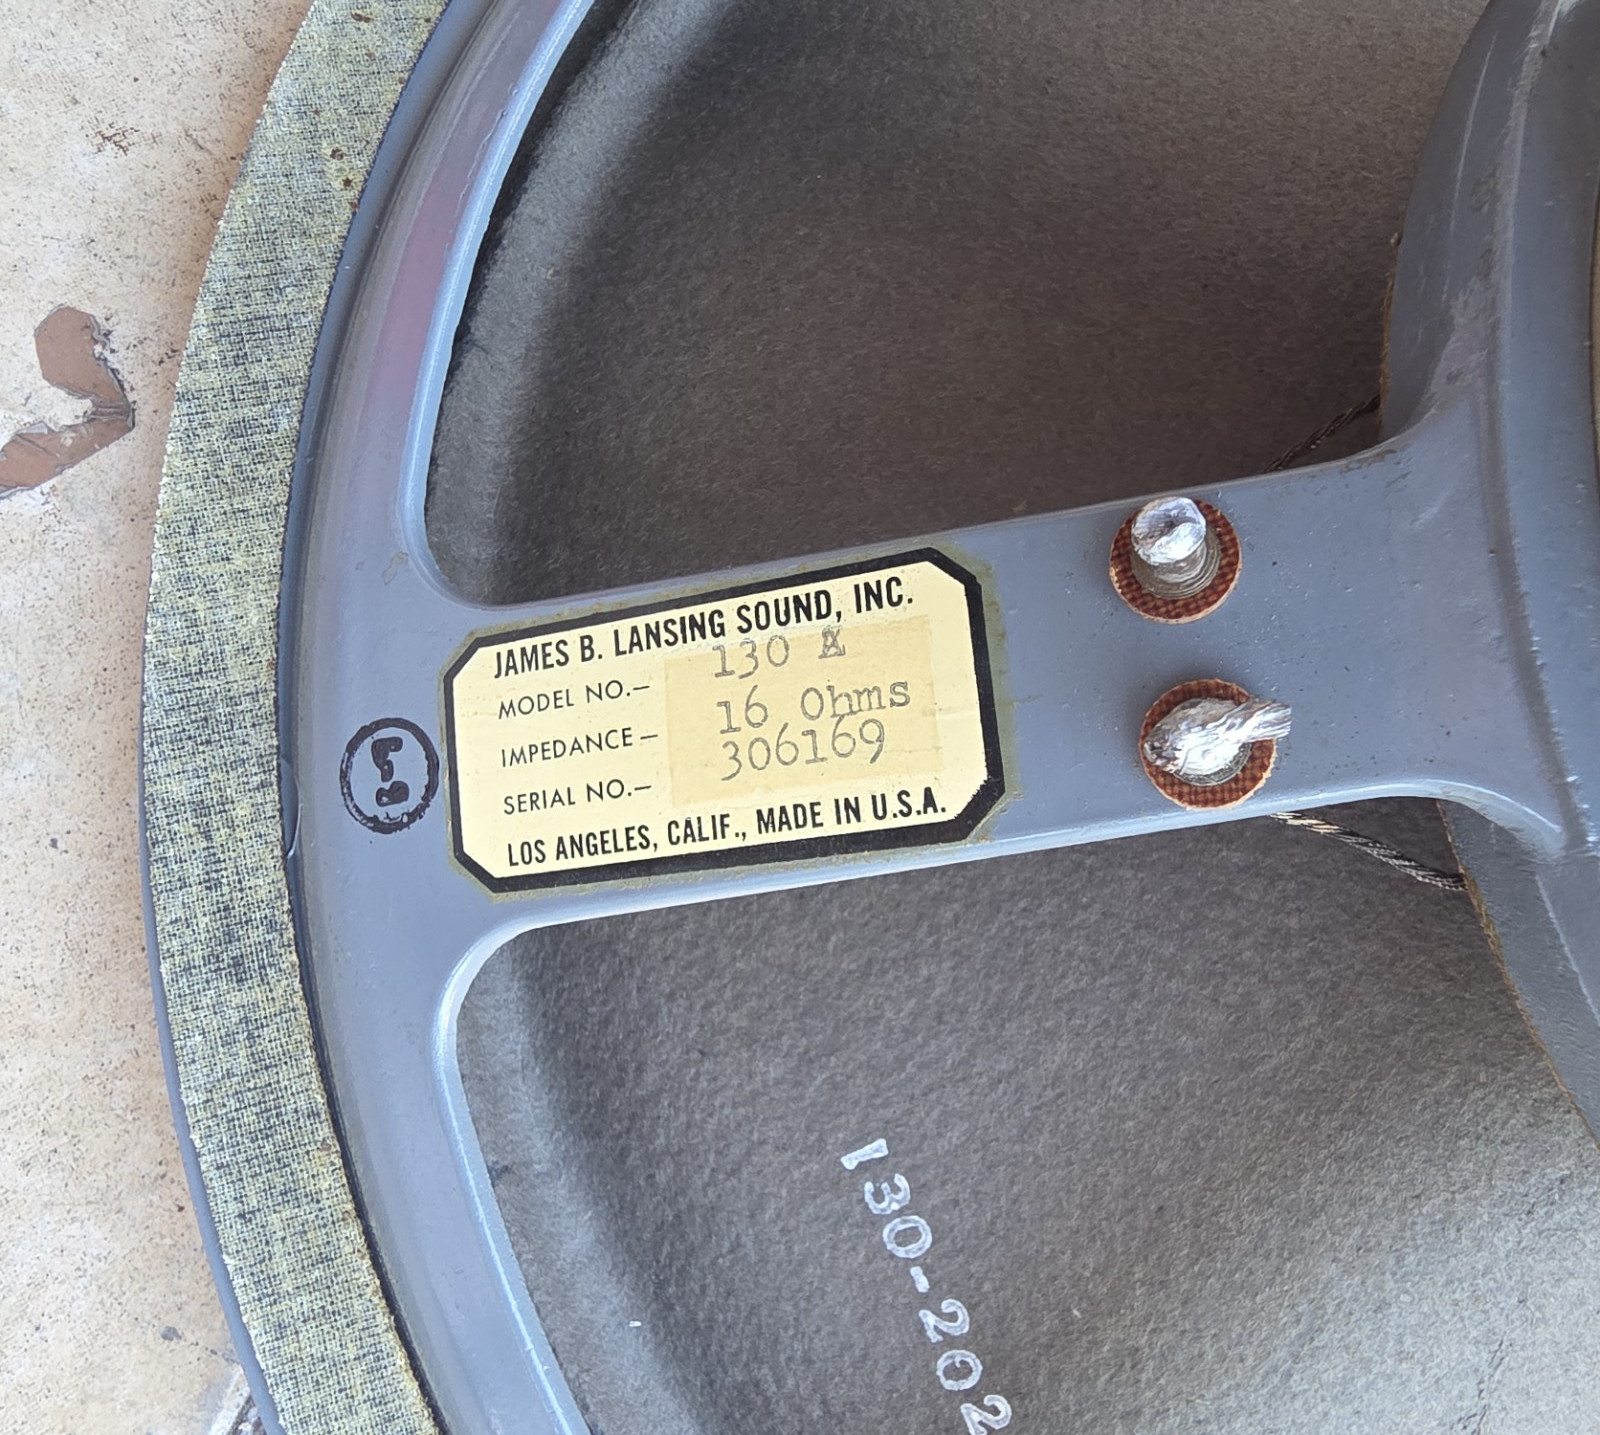 JAMES B. LANSING SOUND, INC.
MODEL NO.— 130 A
IMPEDANCE— 16 Ohms
SERIAL NO.— 306169
LOS ANGELES, CALIF., MADE IN U.S.A.
130-202